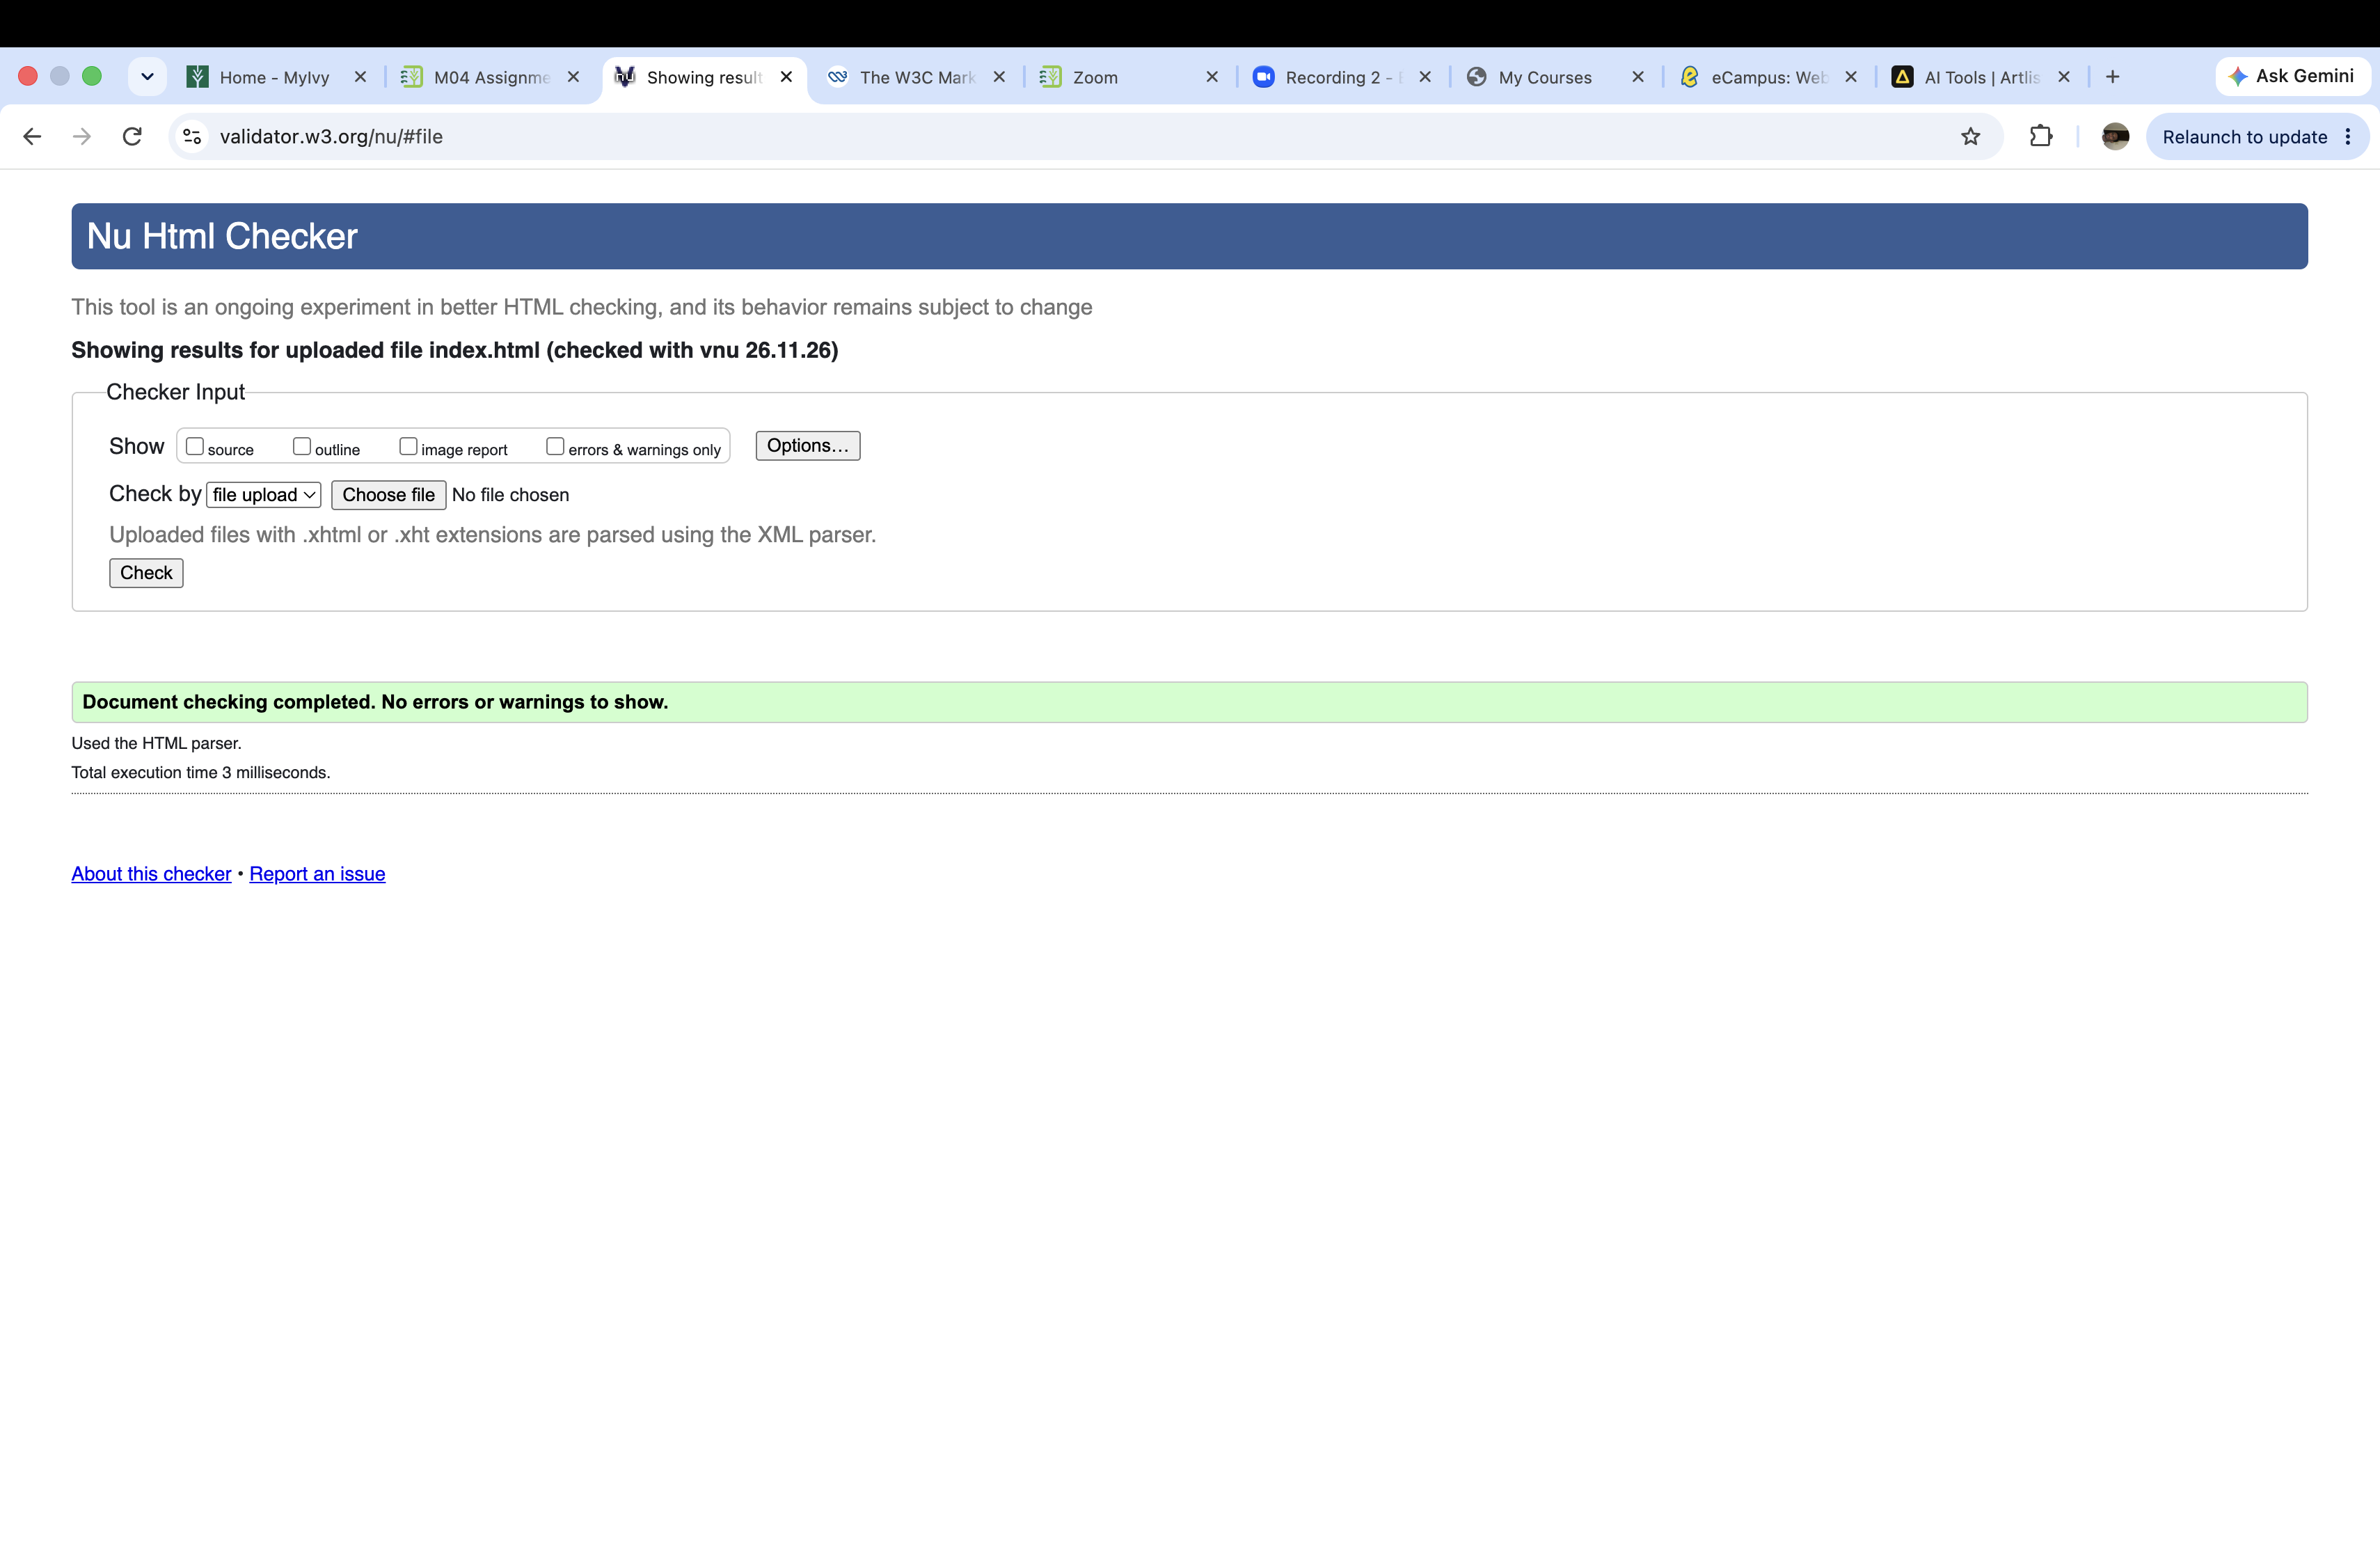 Home - MyIvy
M04 Assignme
Showing result
The W3C Mark
Zoom
Recording 2 -
My Courses
eCampus: Web
AI Tools | Artlis
Ask Gemini
validator.w3.org/nu/#file
Relaunch to update
Nu Html Checker
This tool is an ongoing experiment in better HTML checking, and its behavior remains subject to change
Showing results for uploaded file index.html (checked with vnu 26.11.26)
Checker Input
Show source outline image report errors & warnings only Options...
Check by file upload Choose file No file chosen
Uploaded files with .xhtml or .xht extensions are parsed using the XML parser.
Check
Document checking completed. No errors or warnings to show.
Used the HTML parser.
Total execution time 3 milliseconds.
About this checker • Report an issue